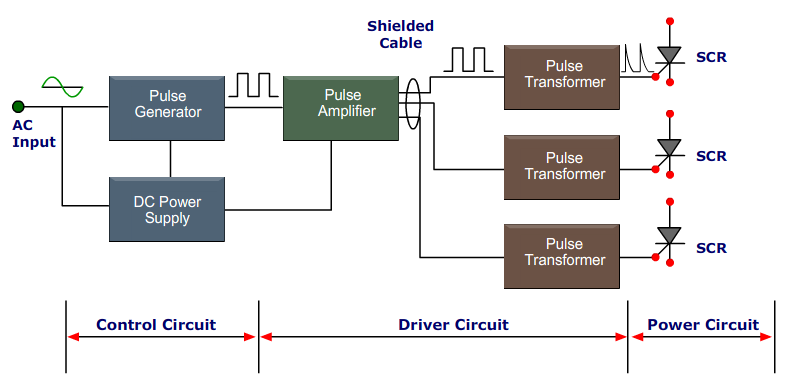 Shielded
Cable
AC
Input
Pulse
Generator
DC Power
Supply
Pulse
Amplifier
Pulse
Transformer
SCR
Pulse
Transformer
SCR
Pulse
Transformer
SCR
Control Circuit
Driver Circuit
Power Circuit